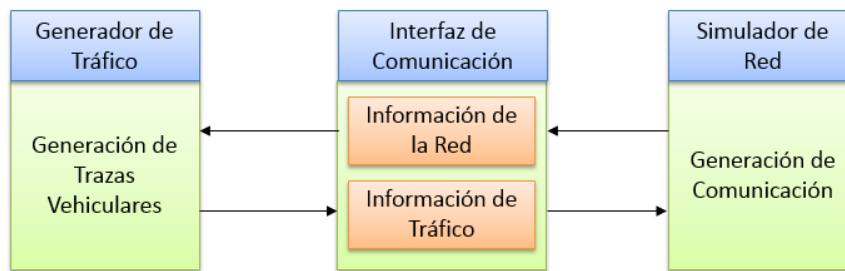 Generador de
Tráfico
Generación de
Trazas
Vehiculares
Interfaz de
Comunicación
Información de
la Red
Información de
Tráfico
Simulador de
Red
Generación de
Comunicación